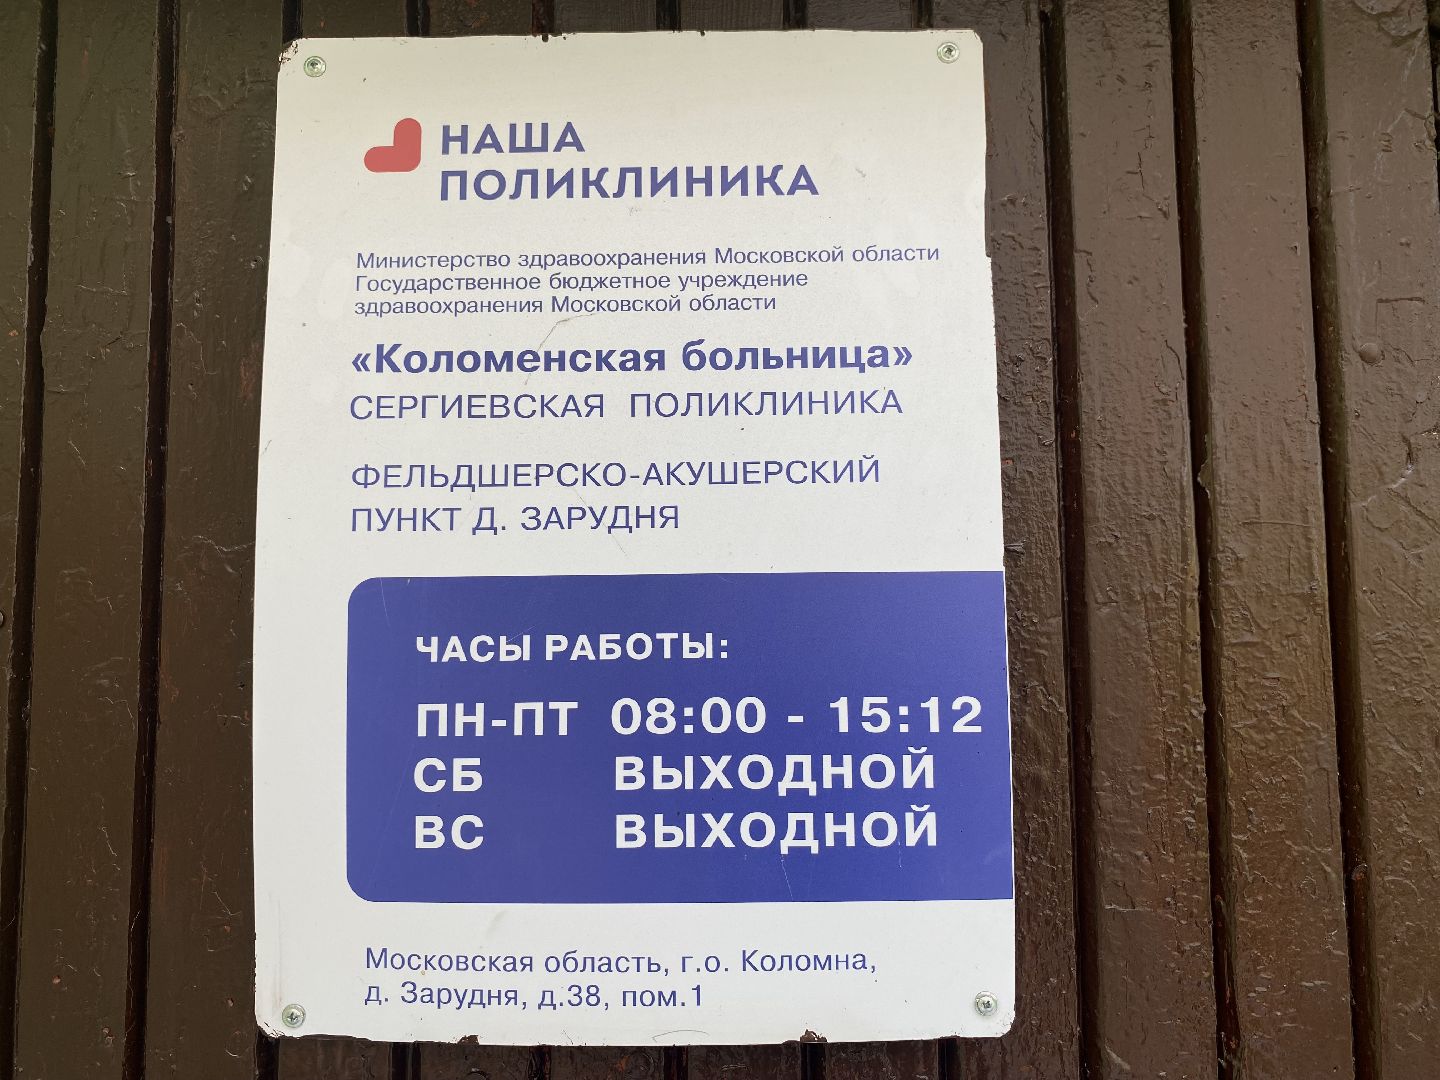 НАША
ПОЛИКЛИНИКА
Министерство здравоохранения Московской области
Государственное бюджетное учреждение
здравоохранения Московской области
«Коломенская больница»
СЕРГИЕВСКАЯ ПОЛИКЛИНИКА
ФЕЛЬДШЕРСКО-АКУШЕРСКИЙ
ПУНКТ Д. ЗАРУДНЯ
ЧАСЫ РАБОТЫ:
ПН-ПТ 08:00 - 15:12
СБ ВЫХОДНОЙ
ВС ВЫХОДНОЙ
Московская область, г.о. Коломна,
д. Зарудня, д.38, пом.1